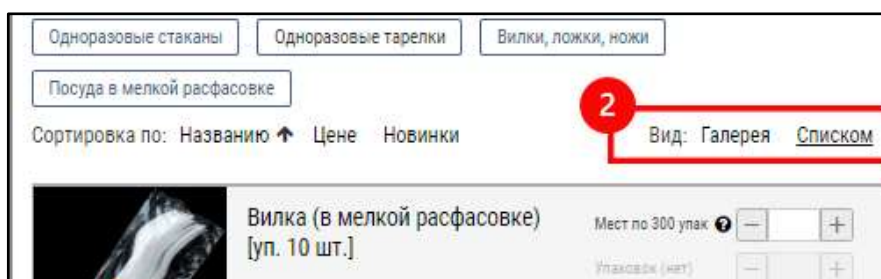 Одноразовые стаканы Одноразовые тарелки Вилки, ложки, ножи
Посуда в мелкой расфасовке
2
Сортировка по: Названию ↑ Цене Новинки Вид: Галерея Списком
Вилка (в мелкой расфасовке) Мест по 300 упак ? − +
[уп. 10 шт.]
Упаковок (нет) − +